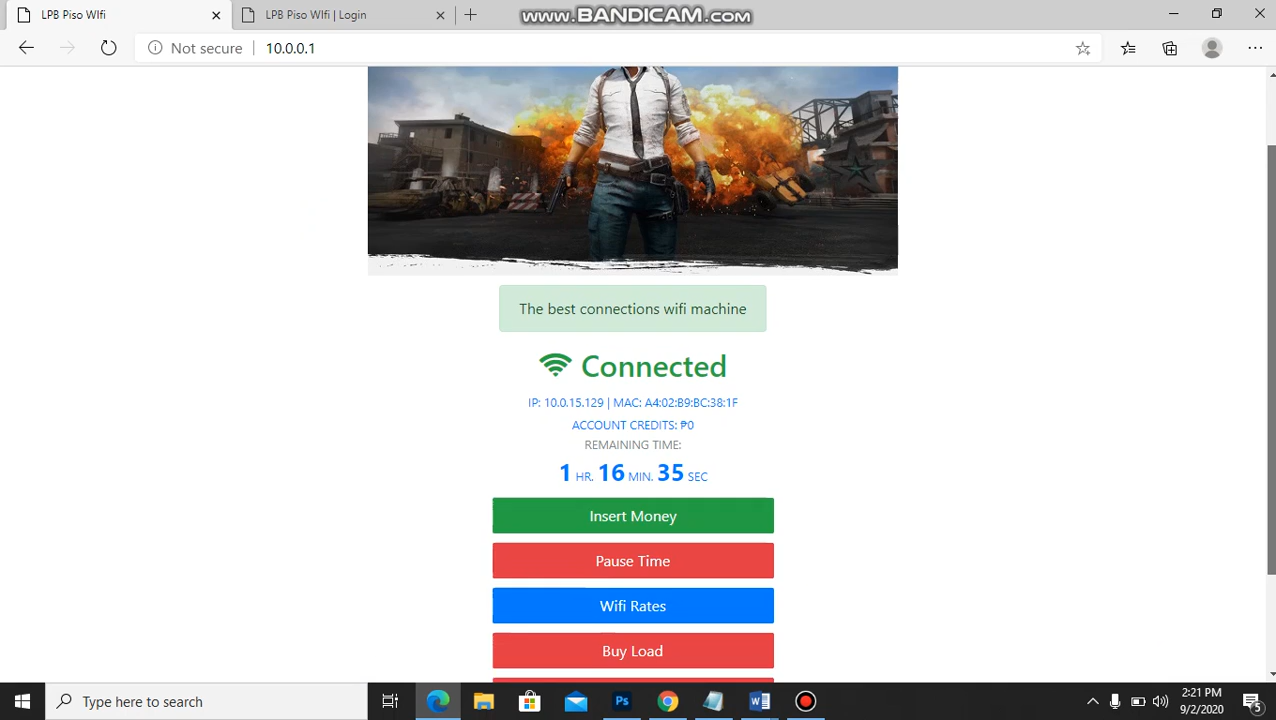 LPB Piso WIfi
LPB Piso WIfi | Login
WWW.BANDICAM.COM
Not secure
10.0.0.1
The best connections wifi machine
Connected
IP: 10.0.15.129 | MAC: A4:02:B9:BC:38:1F
ACCOUNT CREDITS: ₱0
REMAINING TIME:
1 HR. 16 MIN. 35 SEC
Insert Money
Pause Time
Wifi Rates
Buy Load
Type here to search
2:21 PM
9/2/2020
5